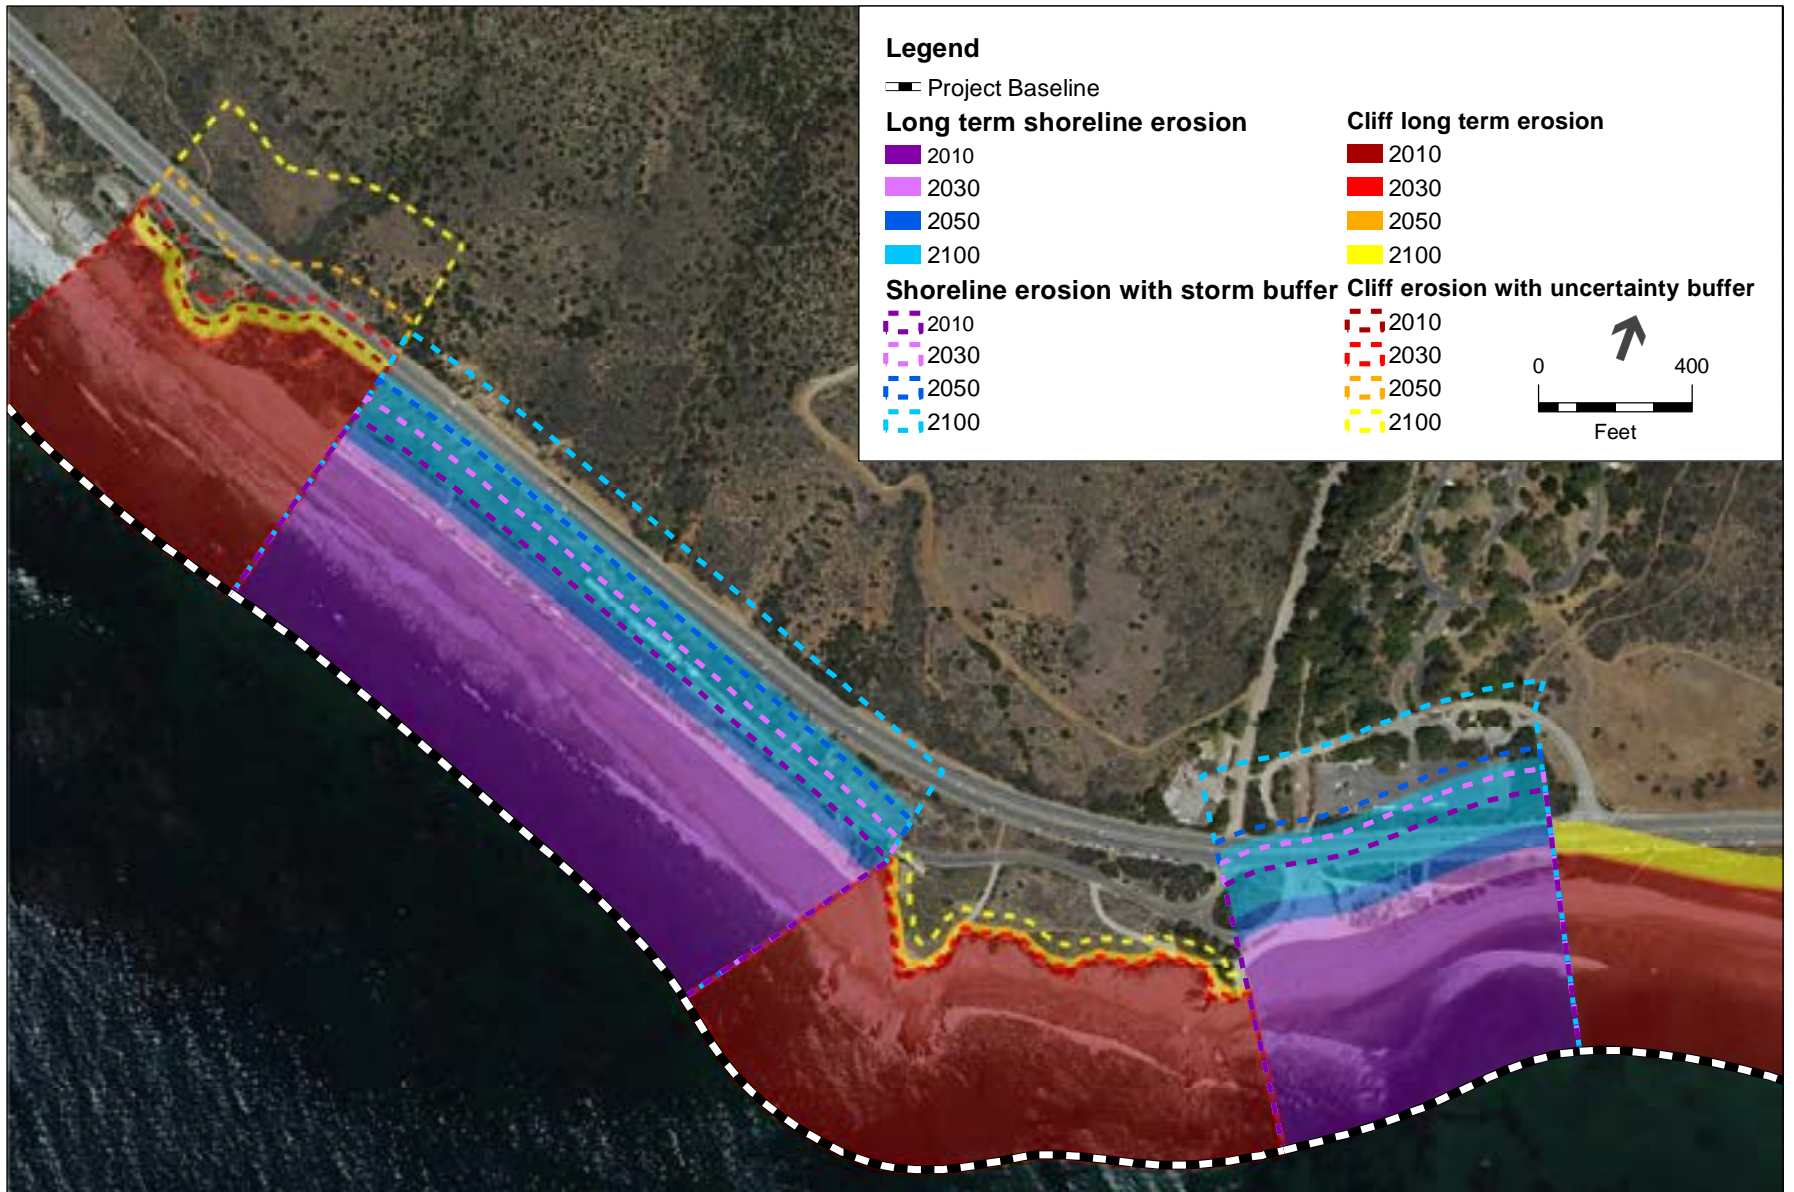 Legend
Project Baseline
Long term shoreline erosion
2010
2030
2050
2100
Shoreline erosion with storm buffer
2010
2030
2050
2100
Cliff long term erosion
2010
2030
2050
2100
Cliff erosion with uncertainty buffer
2010
2030
2050
2100
0 400
Feet